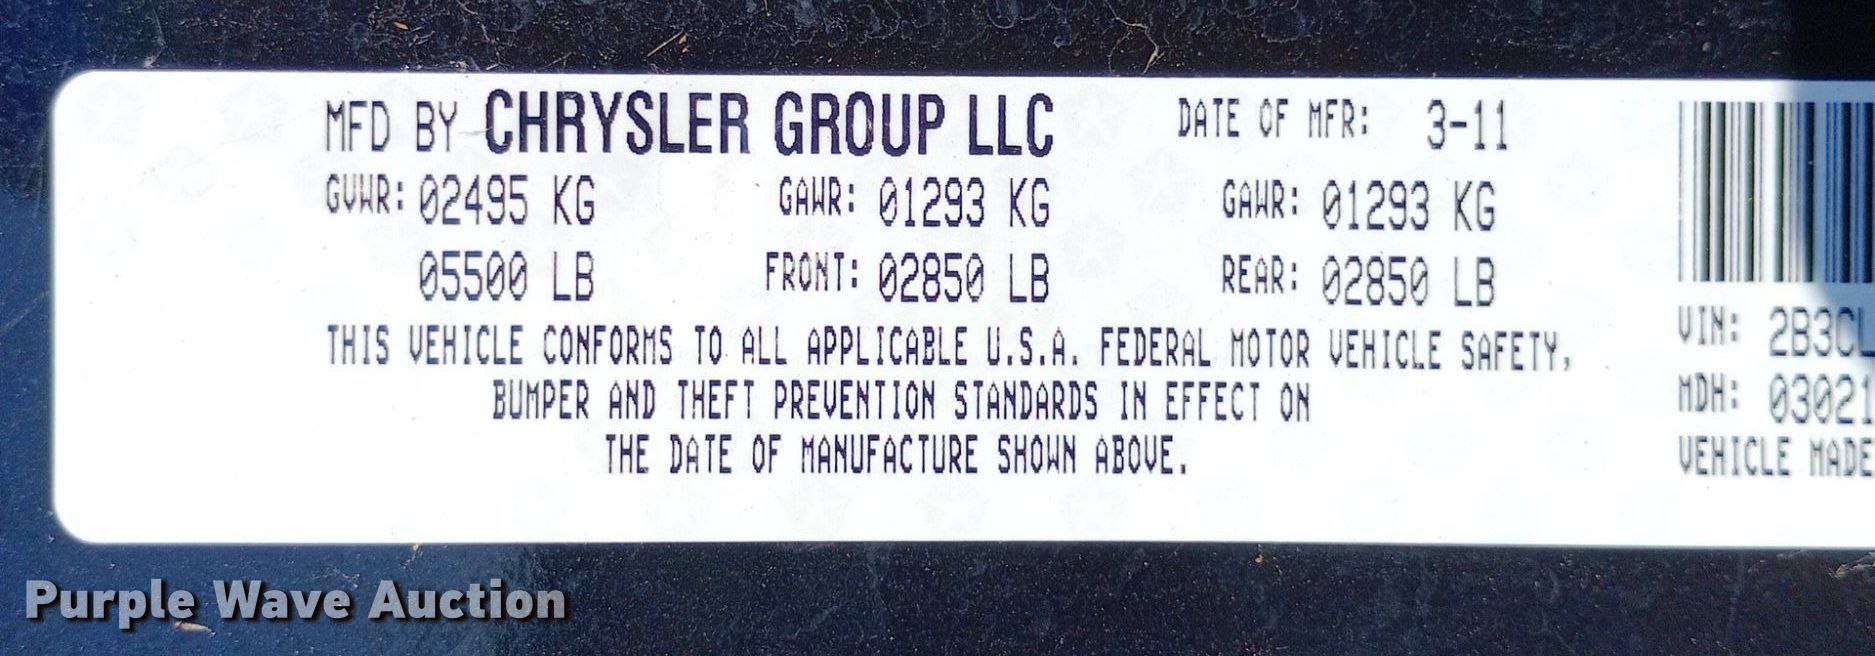 MFD BY CHRYSLER GROUP LLC DATE OF MFR: 3-11
GVWR: 02495 KG GAWR: 01293 KG GAWR: 01293 KG
05500 LB FRONT: 02850 LB REAR: 02850 LB
THIS VEHICLE CONFORMS TO ALL APPLICABLE U.S.A. FEDERAL MOTOR VEHICLE SAFETY,
BUMPER AND THEFT PREVENTION STANDARDS IN EFFECT ON
THE DATE OF MANUFACTURE SHOWN ABOVE.
VIN: 2B3CL
MDH: 03021
VEHICLE MADE
Purple Wave Auction